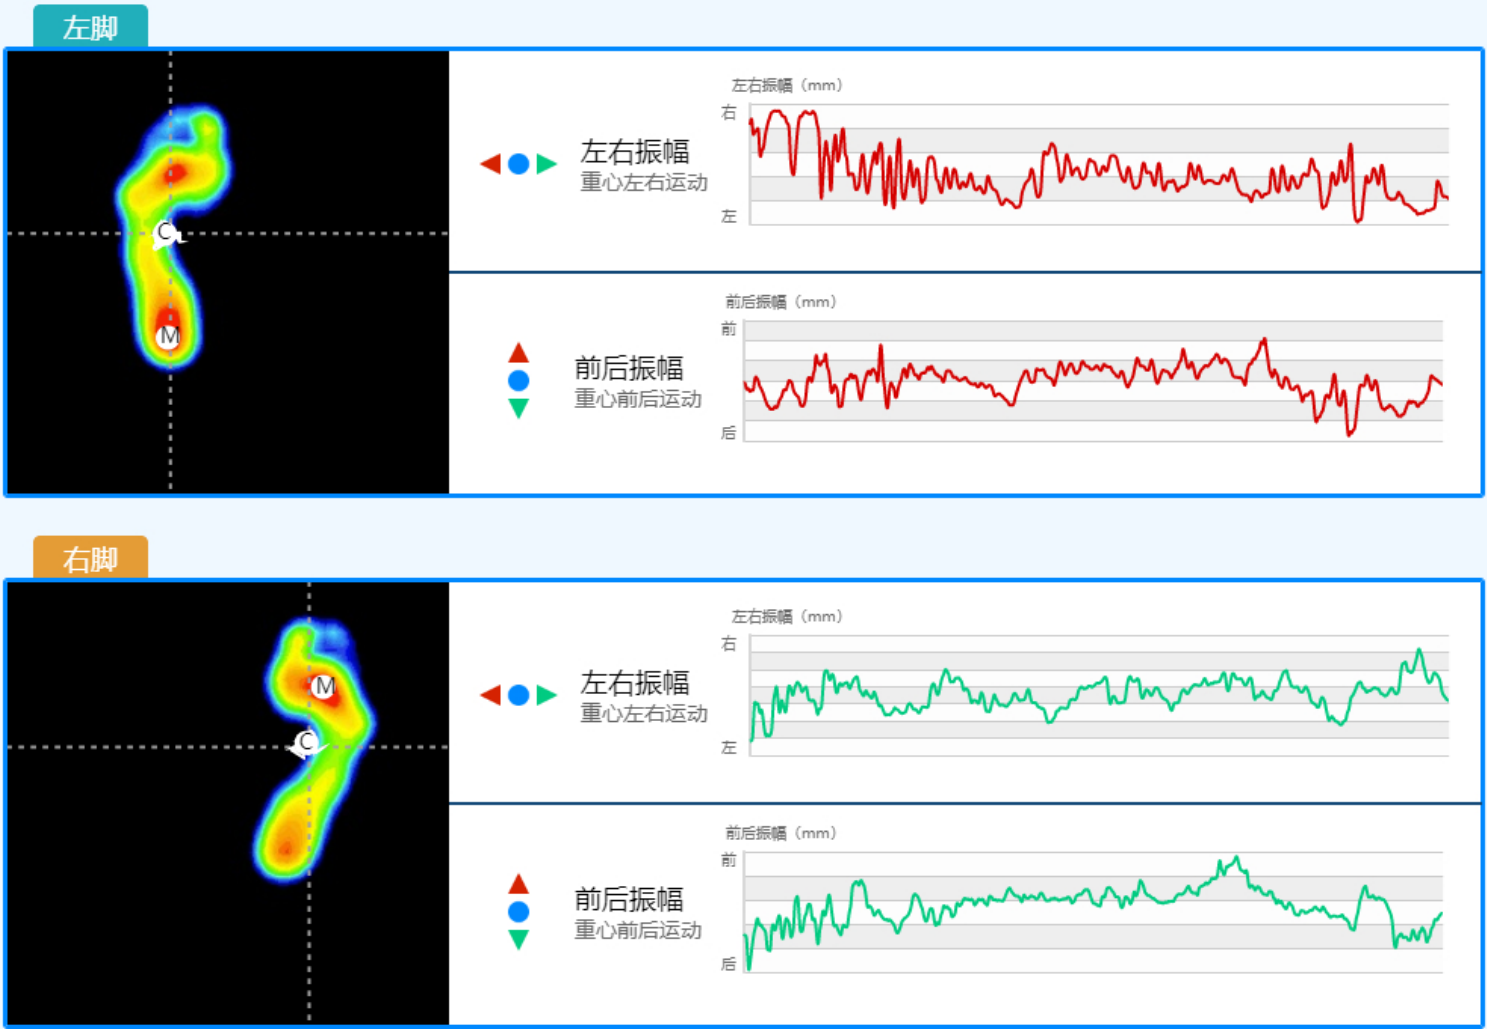 左脚
左右振幅（mm）
右
左右振幅
重心左右运动
左
C
M
前后振幅（mm）
前
前后振幅
重心前后运动
后
右脚
左右振幅（mm）
右
左右振幅
重心左右运动
左
M
C
前后振幅（mm）
前
前后振幅
重心前后运动
后